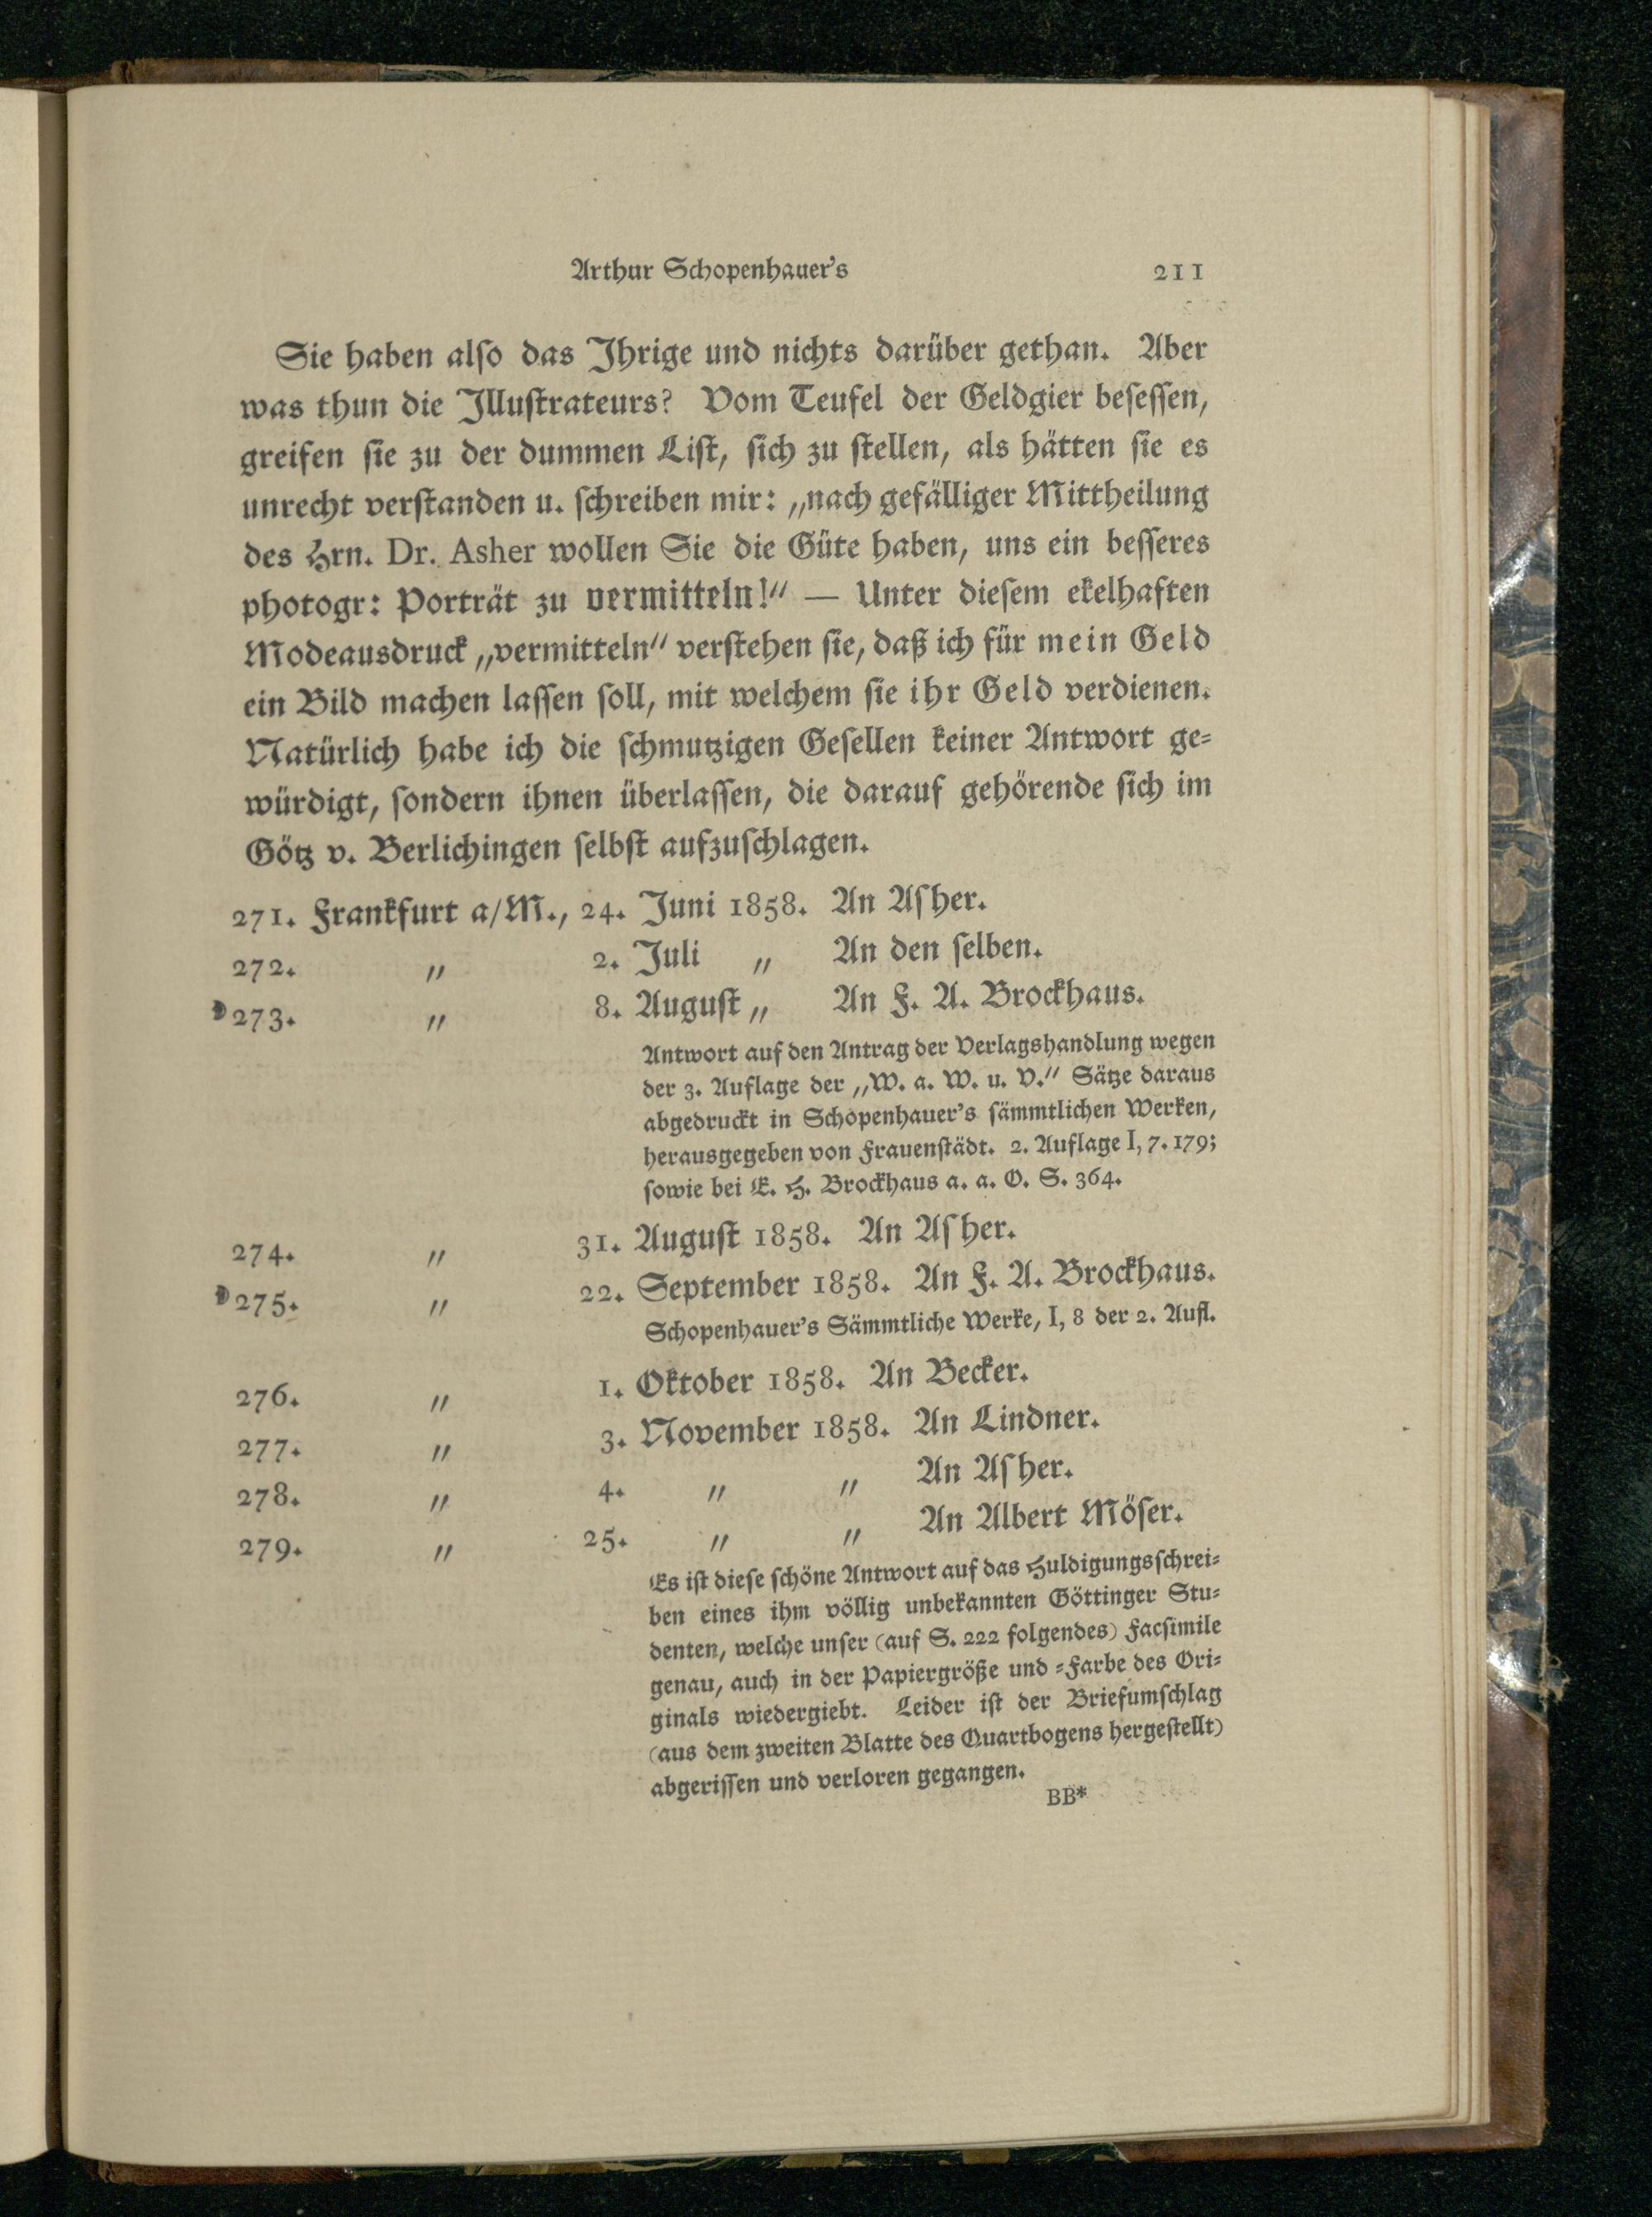 Arthur Schopenhauer's 211
Sie haben also das Ihrige und nichts darüber gethan. Aber
was thun die Illustrateurs? Vom Teufel der Geldgier besessen,
greifen sie zu der dummen List, sich zu stellen, als hätten sie es
unrecht verstanden u. schreiben mir: „nach gefälliger Mittheilung
des Hrn. Dr. Asher wollen Sie die Güte haben, uns ein besseres
photogr: Porträt zu vermitteln!" — Unter diesem ekelhaften
Modeausdruck „vermitteln" verstehen sie, daß ich für mein Geld
ein Bild machen lassen soll, mit welchem sie ihr Geld verdienen.
Natürlich habe ich die schmutzigen Gesellen keiner Antwort ge-
würdigt, sondern ihnen überlassen, die darauf gehörende sich im
Götz v. Berlichingen selbst aufzuschlagen.
271. Frankfurt a/M., 24. Juni 1858. An Asher.
272. " 2. Juli „ An den selben.
273. " 8. August „ An F. A. Brockhaus.
Antwort auf den Antrag der Verlagshandlung wegen
der 3. Auflage der „W. a. W. u. V." Sätze daraus
abgedruckt in Schopenhauer's sämmtlichen Werken,
herausgegeben von Frauenstädt. 2. Auflage I, 7. 179;
sowie bei E. H. Brockhaus a. a. O. S. 364.
274. " 31. August 1858. An Asher.
275. " 22. September 1858. An F. A. Brockhaus.
Schopenhauer's Sämmtliche Werke, I, 8 der 2. Aufl.
276. " 1. Oktober 1858. An Becker.
277. " 3. November 1858. An Lindner.
278. " 4. " " An Asher.
279. " 25. " " An Albert Möser.
Es ist diese schöne Antwort auf das Huldigungsschrei-
ben eines ihm völlig unbekannten Göttinger Stu-
denten, welche unser (auf S. 222 folgendes) Facsimile
genau, auch in der Papiergröße und -Farbe des Ori-
ginals wiedergiebt. Leider ist der Briefumschlag
(aus dem zweiten Blatte des Quartbogens hergestellt)
abgerissen und verloren gegangen.
BB*